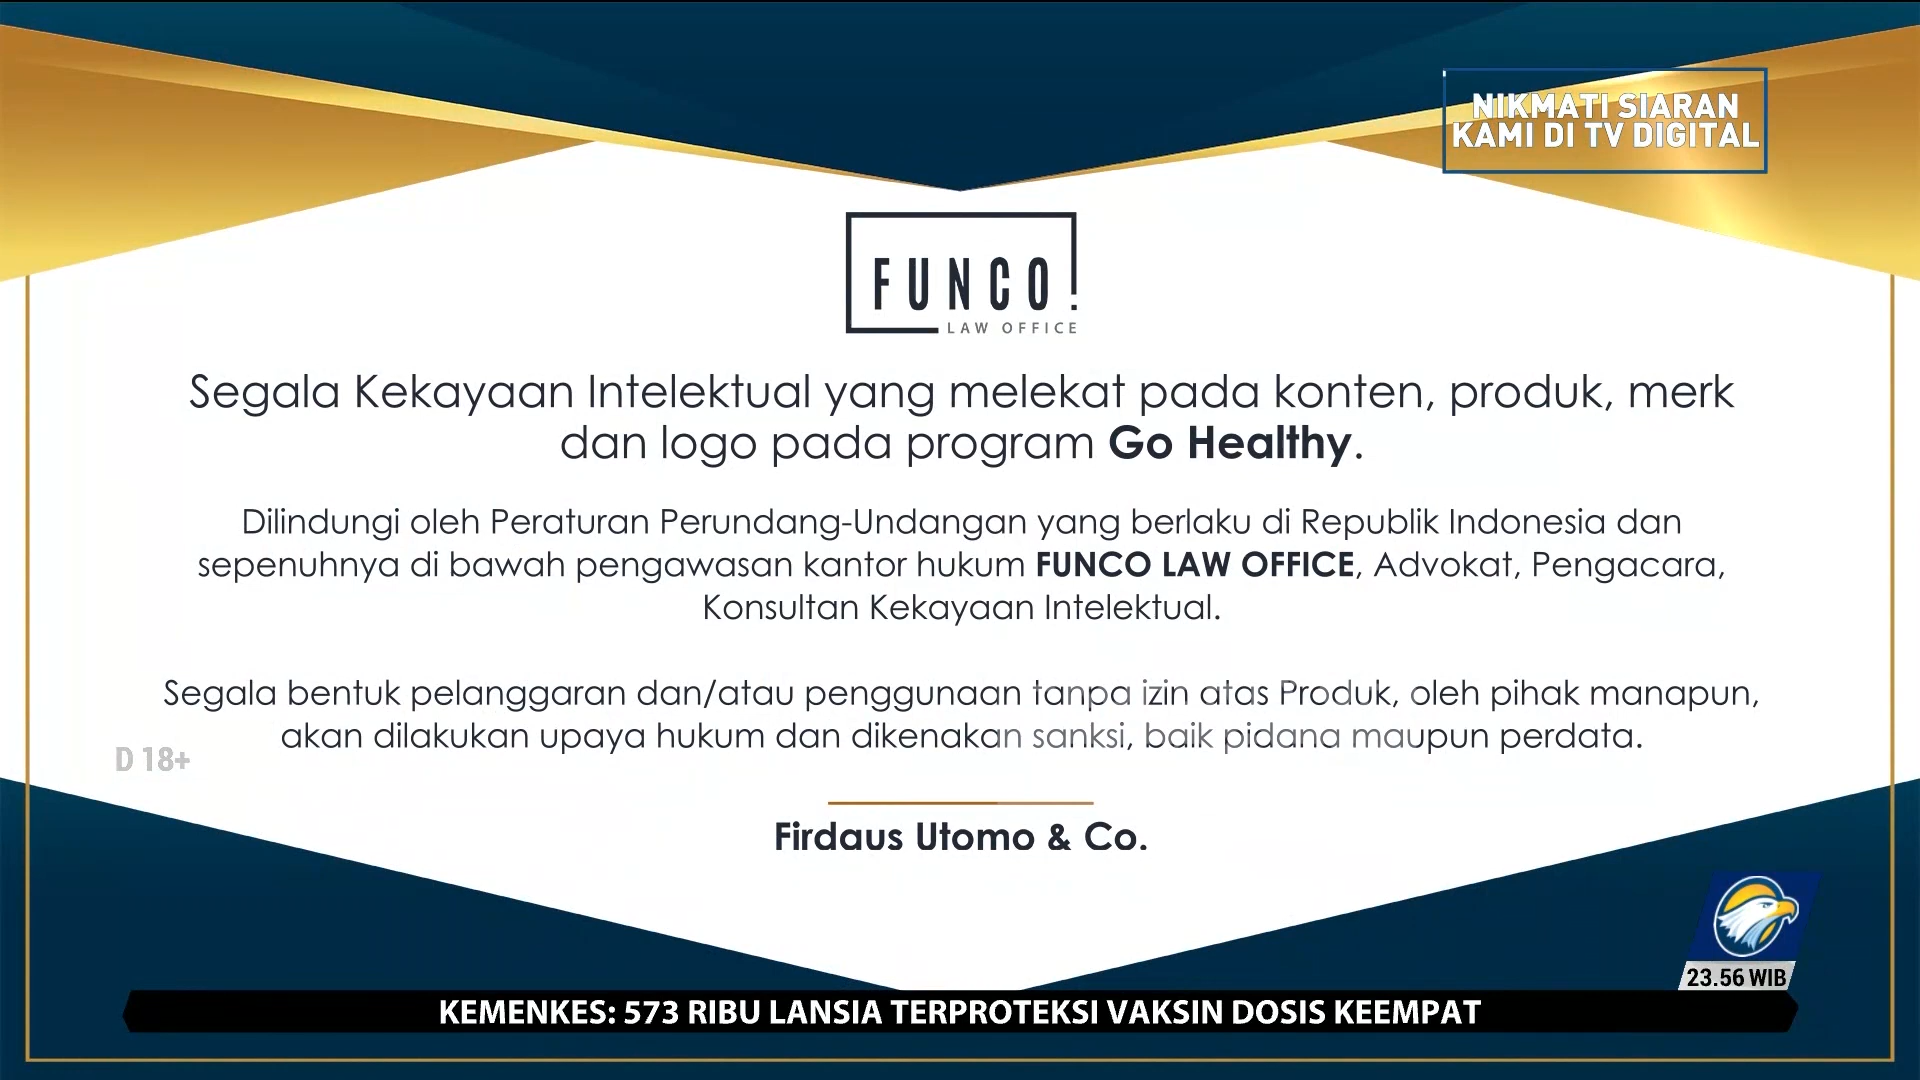 NIKMATI SIARAN
KAMI DI TV DIGITAL
FUNCO
LAW OFFICE
Segala Kekayaan Intelektual yang melekat pada konten, produk, merk
dan logo pada program Go Healthy.
Dilindungi oleh Peraturan Perundang-Undangan yang berlaku di Republik Indonesia dan
sepenuhnya di bawah pengawasan kantor hukum FUNCO LAW OFFICE, Advokat, Pengacara,
Konsultan Kekayaan Intelektual.
Segala bentuk pelanggaran dan/atau penggunaan tanpa izin atas Produk, oleh pihak manapun,
akan dilakukan upaya hukum dan dikenakan sanksi, baik pidana maupun perdata.
D 18+
Firdaus Utomo & Co.
23.56 WIB
KEMENKES: 573 RIBU LANSIA TERPROTEKSI VAKSIN DOSIS KEEMPAT